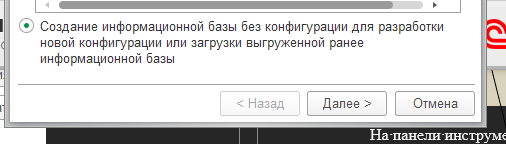 Создание информационной базы без конфигурации для разработки
новой конфигурации или загрузки выгруженной ранее
информационной базы
< Назад
Далее >
Отмена
На панели инструме